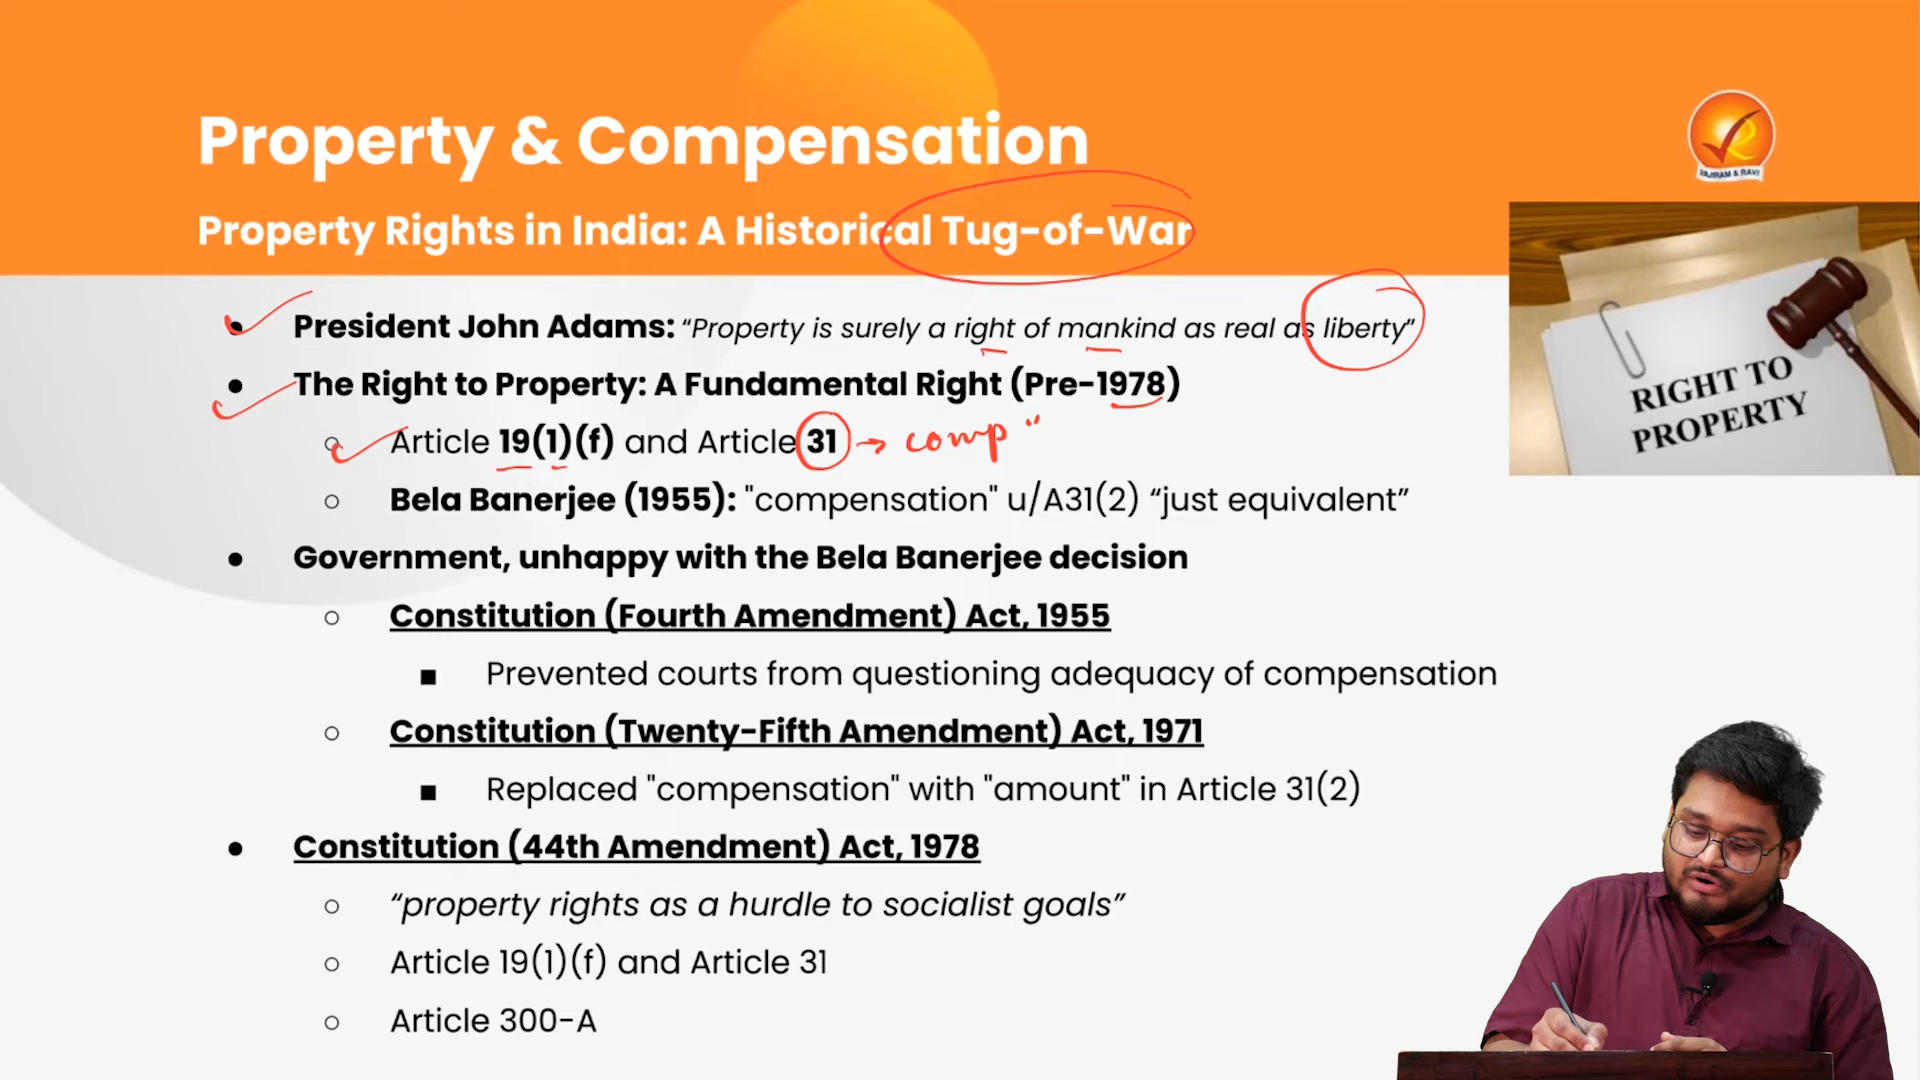 Property & Compensation
VAJIRAM & RAVI
Property Rights in India: A Historical Tug-of-War
● President John Adams: “Property is surely a right of mankind as real as liberty”
● The Right to Property: A Fundamental Right (Pre-1978)
○ Article 19(1)(f) and Article 31 → comp"
○ Bela Banerjee (1955): "compensation" u/A31(2) “just equivalent”
● Government, unhappy with the Bela Banerjee decision
○ Constitution (Fourth Amendment) Act, 1955
■ Prevented courts from questioning adequacy of compensation
○ Constitution (Twenty-Fifth Amendment) Act, 1971
■ Replaced "compensation" with "amount" in Article 31(2)
● Constitution (44th Amendment) Act, 1978
○ “property rights as a hurdle to socialist goals”
○ Article 19(1)(f) and Article 31
○ Article 300-A
RIGHT TO
PROPERTY